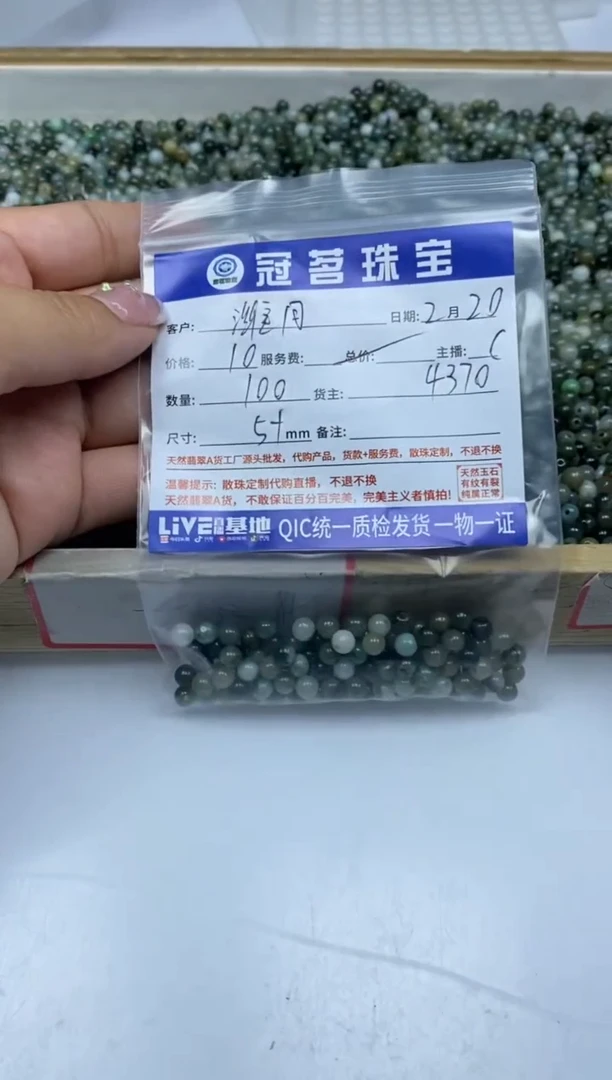 冠茗珠宝
客户: 日期: 2月20
价格: 10 服务费: 总价: 主播: C
数量: 100 货主: 4370
尺寸: 5+ mm 备注:
天然翡翠A货工厂源头批发，代购产品，货款+服务费，散珠定制，不退不换
温馨提示: 散珠定制代购直播，不退不换
天然翡翠A货，不敢保证百分百完美，完美主义者慎拍!
天然玉石
有纹有裂
纯属正常
LiVE 直播 基地 QIC统一质检发货 一物一证